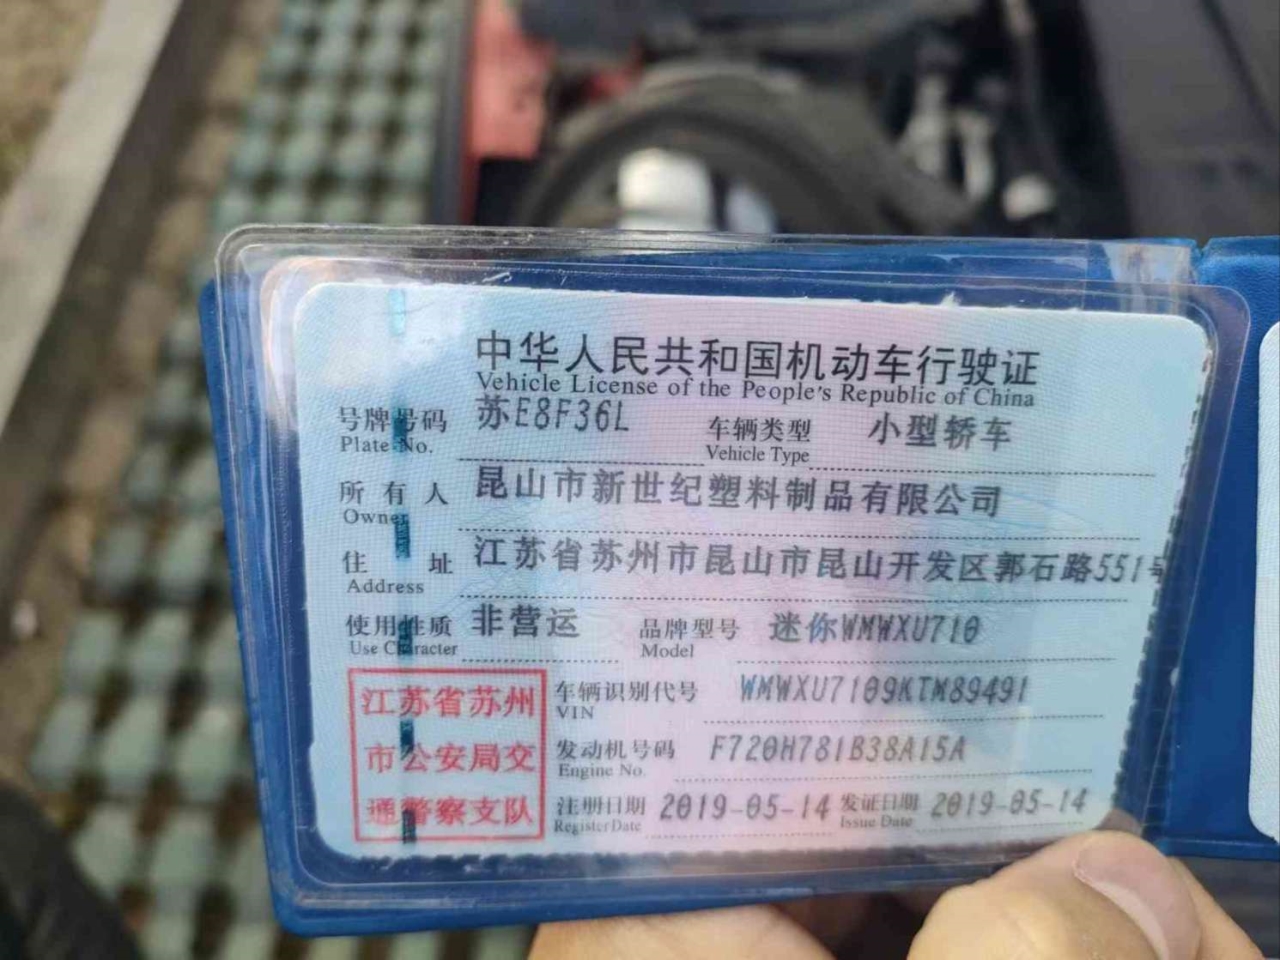 中华人民共和国机动车行驶证
Vehicle License of the People's Republic of China
号牌号码 苏E8F36L 车辆类型 小型轿车
Plate No. Vehicle Type
所有人 昆山市新世纪塑料制品有限公司
Owner
住址 江苏省苏州市昆山市昆山开发区郭石路551号
Address
使用性质 非营运 品牌型号 迷你WMWXU710
Use Character Model
江苏省苏州 车辆识别代号 WMWXU7109KTM89491
VIN
市公安局交 发动机号码 F720H781B38A15A
Engine No.
通警察支队 注册日期 2019-05-14 发证日期 2019-05-14
Register Date Issue Date